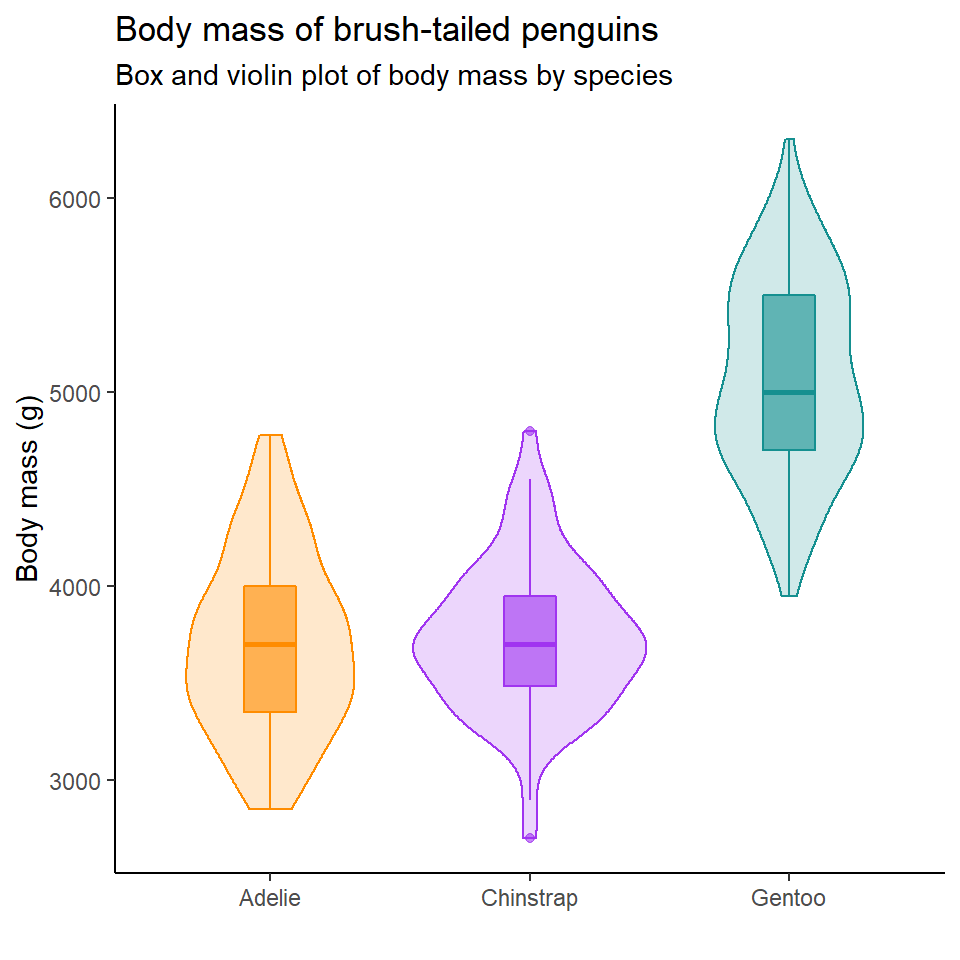 Body mass of brush-tailed penguins
Box and violin plot of body mass by species
Body mass (g)
6000
5000
4000
3000
Adelie
Chinstrap
Gentoo